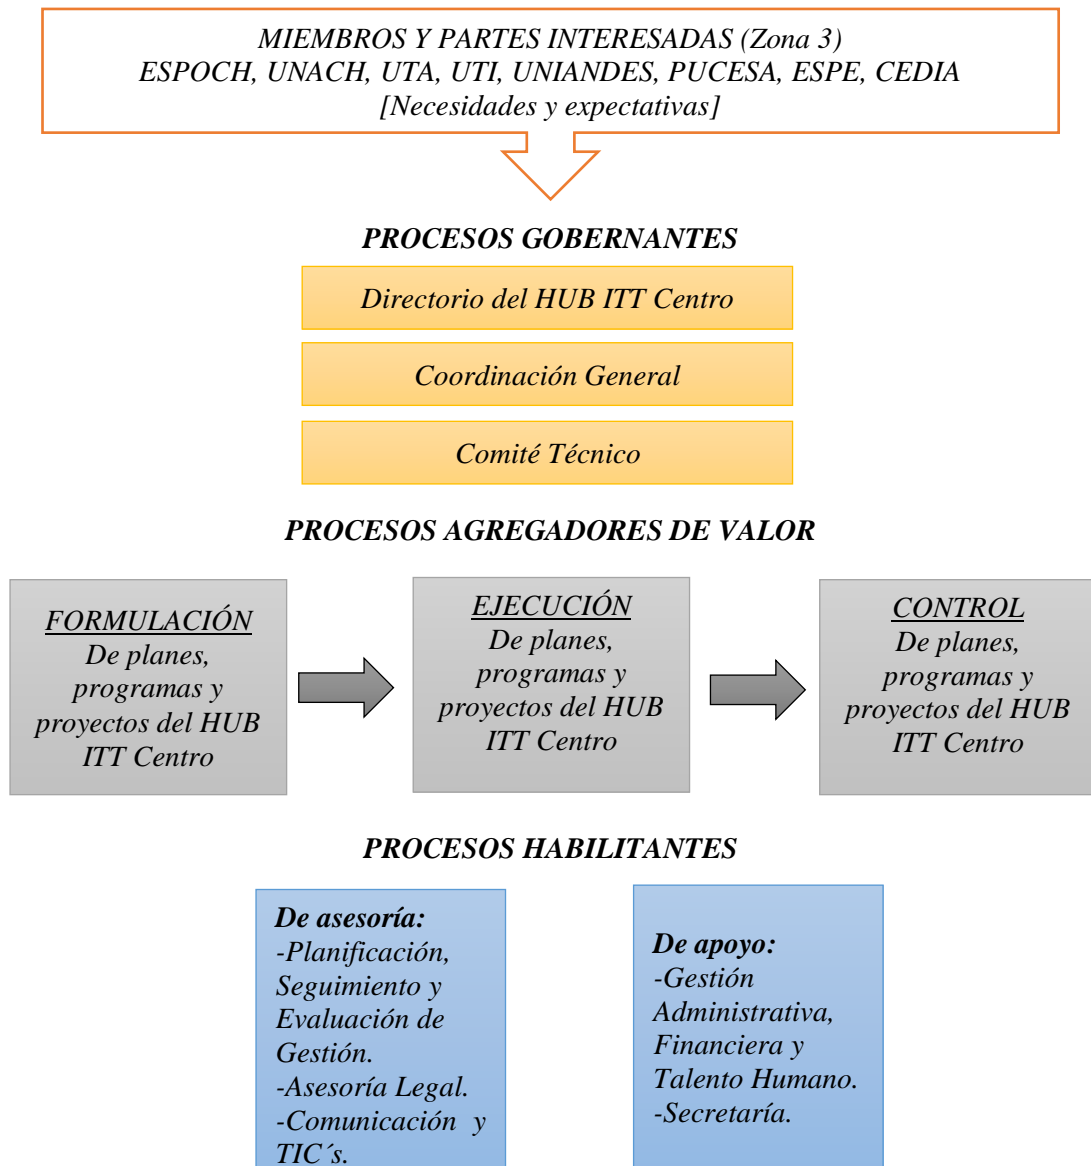 MIEMBROS Y PARTES INTERESADAS (Zona 3)
ESPOCH, UNACH, UTA, UTI, UNIANDES, PUCESA, ESPE, CEDIA
[Necesidades y expectativas]
PROCESOS GOBERNANTES
Directorio del HUB ITT Centro
Coordinación General
Comité Técnico
PROCESOS AGREGADORES DE VALOR
FORMULACIÓN
De planes,
programas y
proyectos del HUB
ITT Centro
EJECUCIÓN
De planes,
programas y
proyectos del HUB
ITT Centro
CONTROL
De planes,
programas y
proyectos del HUB
ITT Centro
PROCESOS HABILITANTES
De asesoría:
-Planificación,
Seguimiento y
Evaluación de
Gestión.
-Asesoría Legal.
-Comunicación y
TIC´s.
De apoyo:
-Gestión
Administrativa,
Financiera y
Talento Humano.
-Secretaría.